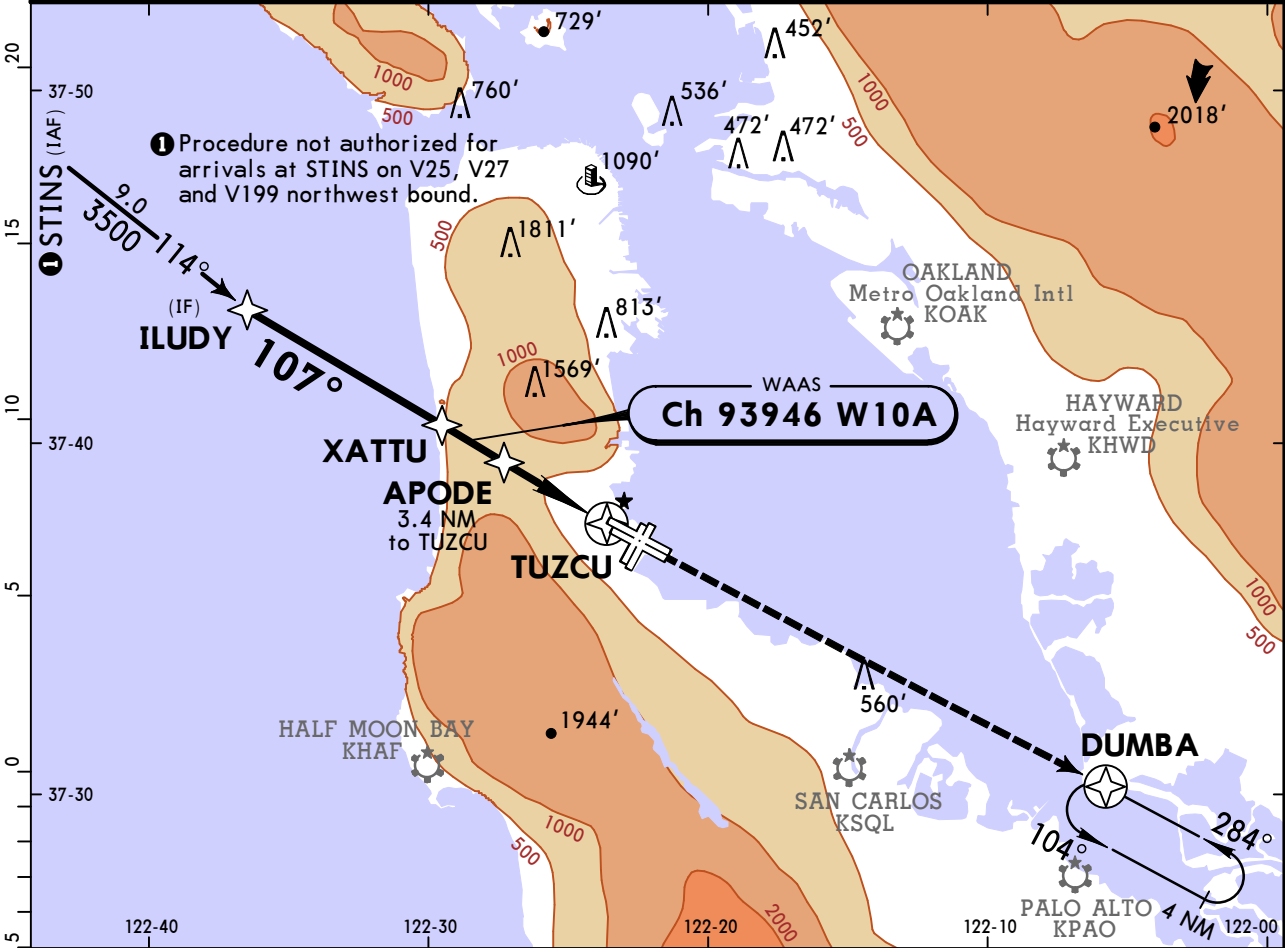 729′
452′
20
37-50
1000
500
760′
536′
1000
500
2018′
472′
472′
❶ STINS (IAF)
❶ Procedure not authorized for
arrivals at STINS on V25, V27
and V199 northwest bound.
1090′
9.0
3500
114°
15
500
1811′
OAKLAND
Metro Oakland Intl
KOAK
(IF)
ILUDY
107°
813′
1000
1569′
WAAS
Ch 93946 W10A
HAYWARD
Hayward Executive
KHWD
10
37-40
XATTU
APODE
3.4 NM
to TUZCU
TUZCU
5
1000
500
560′
HALF MOON BAY
KHAF
1944′
DUMBA
0
37-30
SAN CARLOS
KSQL
1000
500
104°
284°
2000
PALO ALTO
KPAO
4 NM
5
122-40
122-30
122-20
122-10
122-00